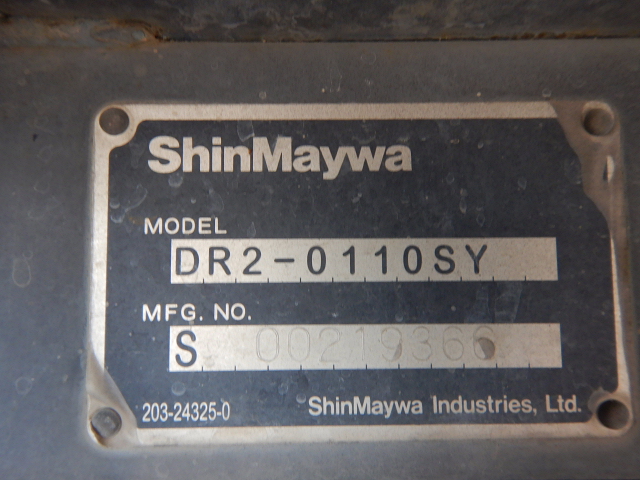 ShinMaywa
MODEL
DR2-0110SY
MFG. NO.
S 00219366
203-24325-0 ShinMaywa Industries, Ltd.